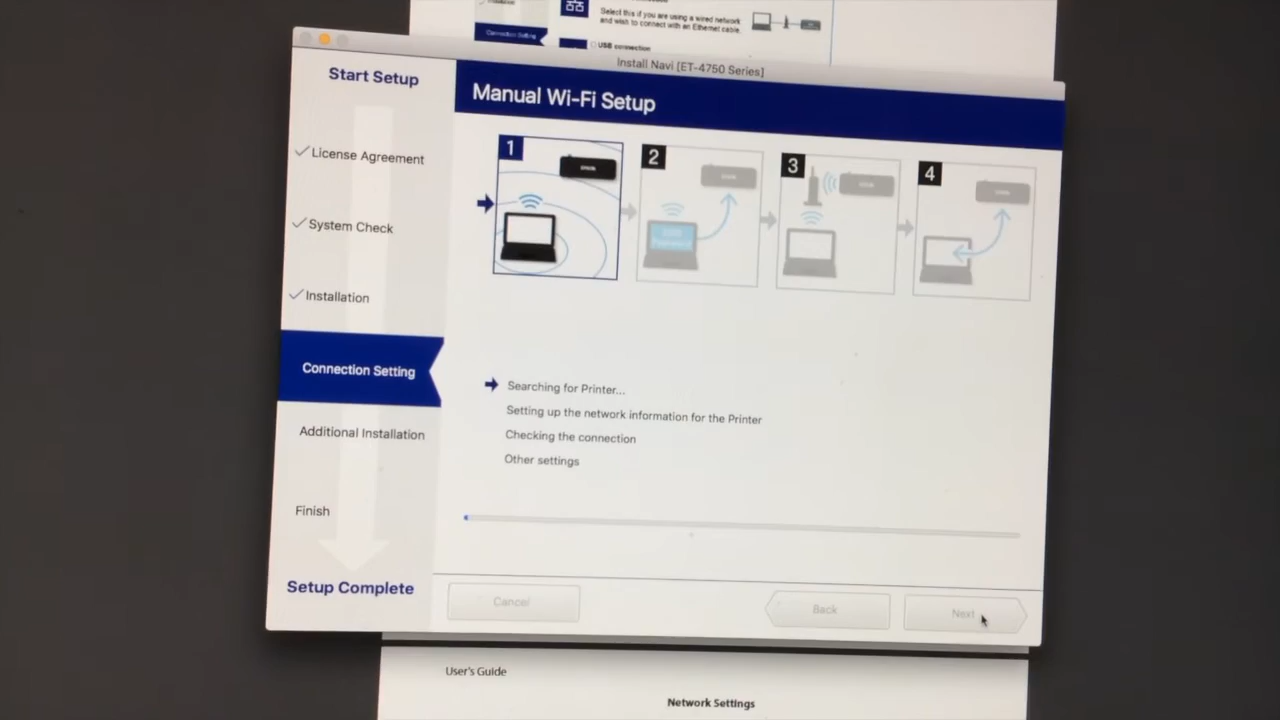 Select this if you are using a wired network
and wish to connect with an Ethernet cable.
Connection Setting
USB connection
Install Navi [ET-4750 Series]
Start Setup
Manual Wi-Fi Setup
1
2
3
4
License Agreement
System Check
Installation
Connection Setting
Searching for Printer...
Setting up the network information for the Printer
Checking the connection
Other settings
Additional Installation
Finish
Setup Complete
Cancel
Back
Next
User's Guide
Network Settings